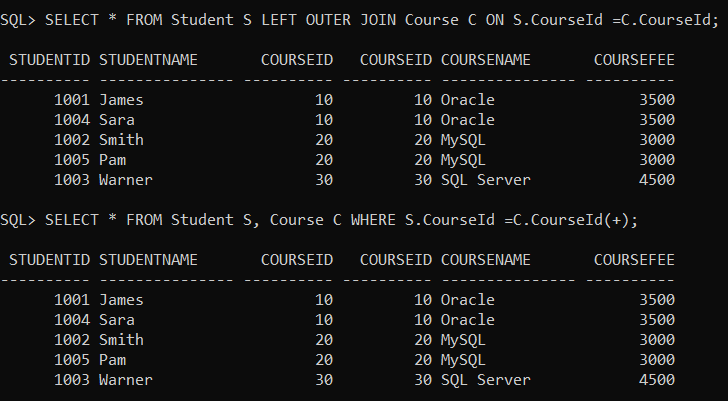 SQL> SELECT * FROM Student S LEFT OUTER JOIN Course C ON S.CourseId =C.CourseId;
 STUDENTID STUDENTNAME       COURSEID   COURSEID COURSENAME      COURSEFEE
---------- --------------- ---------- ---------- --------------- ----------
      1001 James                   10         10 Oracle                3500
      1004 Sara                    10         10 Oracle                3500
      1002 Smith                   20         20 MySQL                 3000
      1005 Pam                     20         20 MySQL                 3000
      1003 Warner                  30         30 SQL Server            4500
SQL> SELECT * FROM Student S, Course C WHERE S.CourseId =C.CourseId(+);
 STUDENTID STUDENTNAME       COURSEID   COURSEID COURSENAME      COURSEFEE
---------- --------------- ---------- ---------- --------------- ----------
      1001 James                   10         10 Oracle                3500
      1004 Sara                    10         10 Oracle                3500
      1002 Smith                   20         20 MySQL                 3000
      1005 Pam                     20         20 MySQL                 3000
      1003 Warner                  30         30 SQL Server            4500